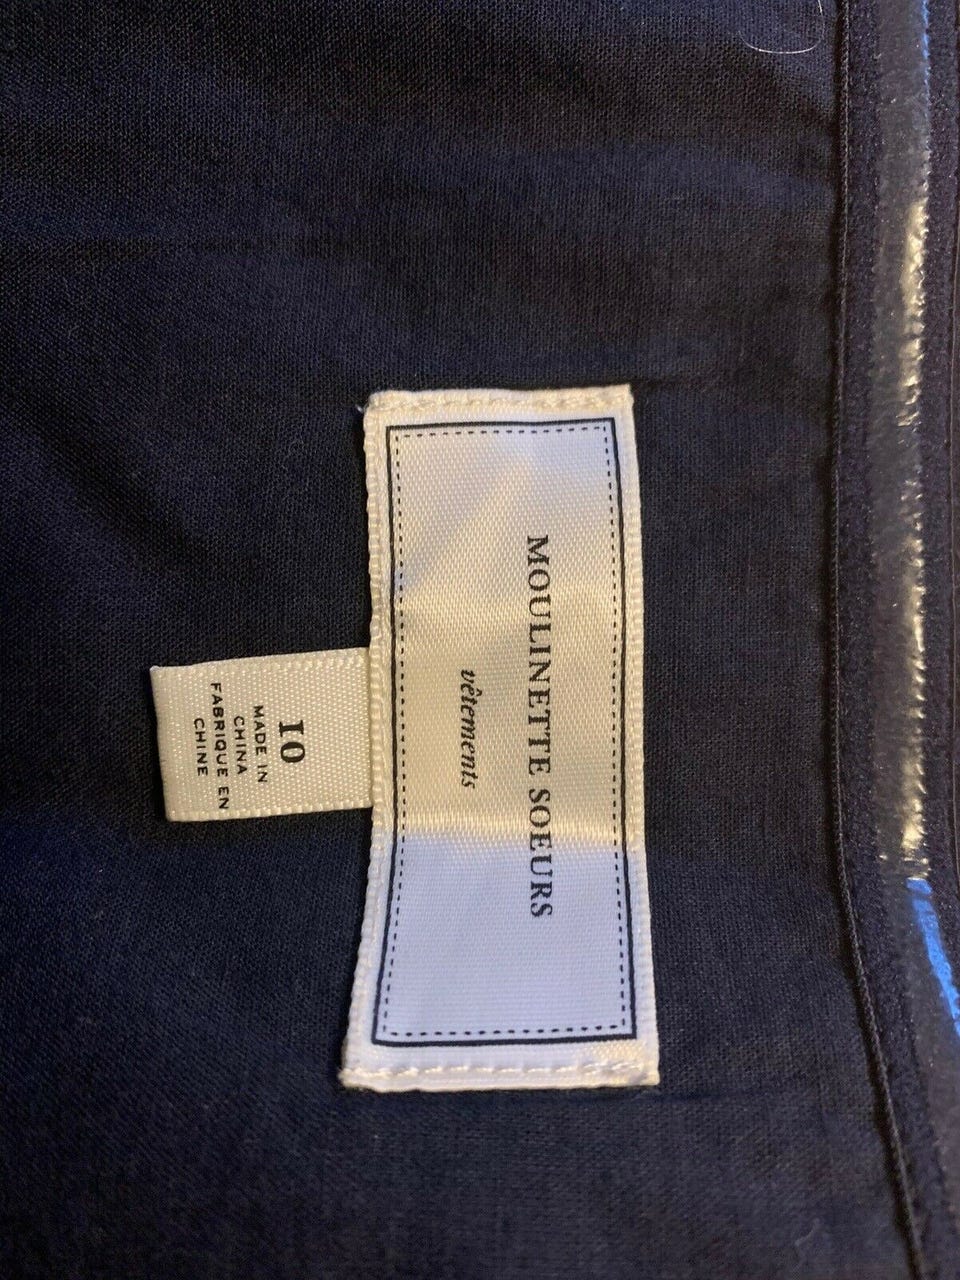 MOULINETTE SOEURS
vêtements
10
MADE IN
CHINA
FABRIQUE EN
CHINE